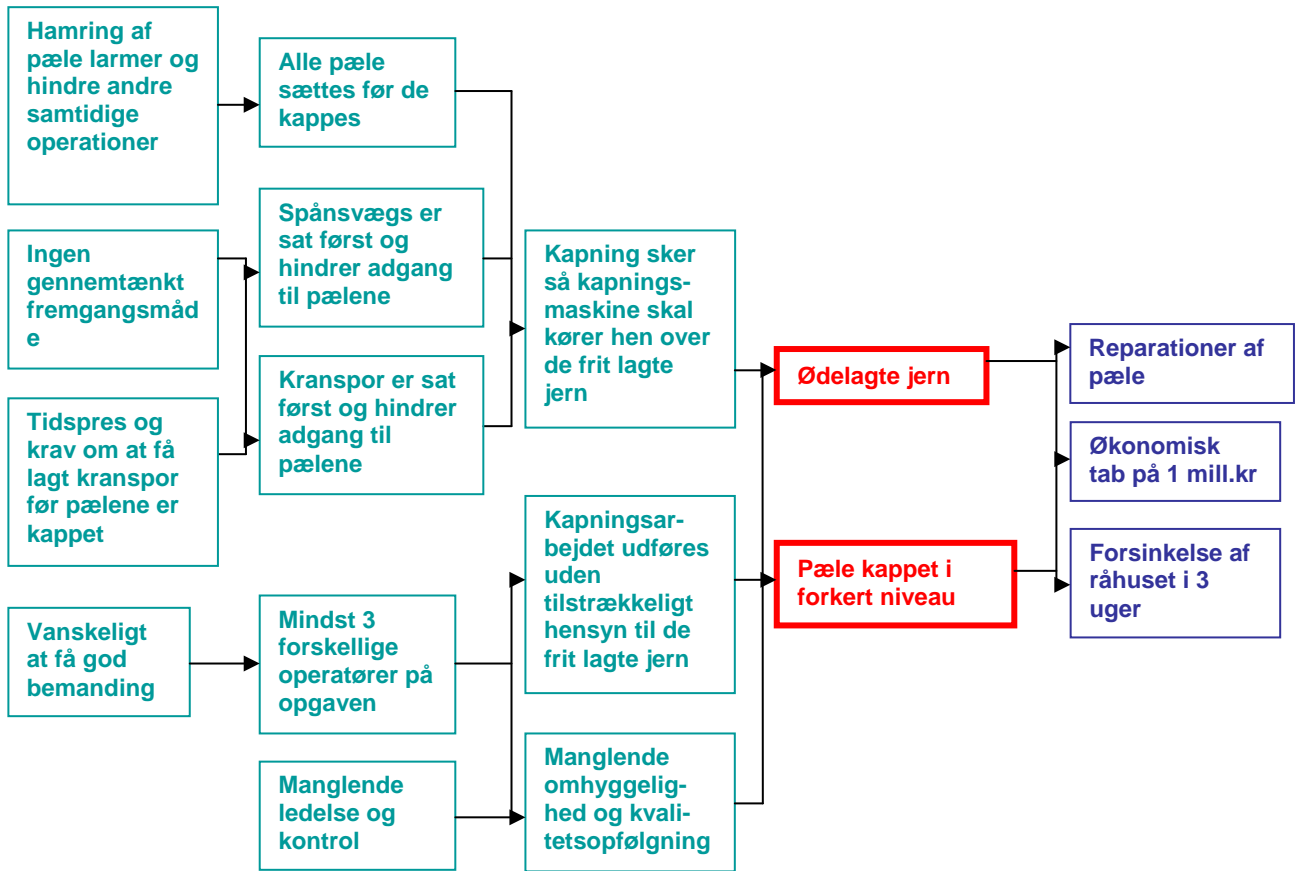 Hamring af
pæle larmer og
hindre andre
samtidige
operationer
Ingen
gennemtænkt
fremgangsmåd
e
Tidspres og
krav om at få
lagt kranspor
før pælene er
kappet
Vanskeligt
at få god
bemanding
Alle pæle
sættes før de
kappes
Spånsvægs er
sat først og
hindrer adgang
til pælene
Kranspor er sat
først og hindrer
adgang til
pælene
Mindst 3
forskellige
operatører på
opgaven
Manglende
ledelse og
kontrol
Kapning sker
så kapnings-
maskine skal
kører hen over
de frit lagte
jern
Kapningsar-
bejdet udføres
uden
tilstrækkeligt
hensyn til de
frit lagte jern
Manglende
omhyggelig-
hed og kvali-
tetsopfølgning
Ødelagte jern
Pæle kappet i
forkert niveau
Reparationer af
pæle
Økonomisk
tab på 1 mill.kr
Forsinkelse af
råhuset i 3
uger